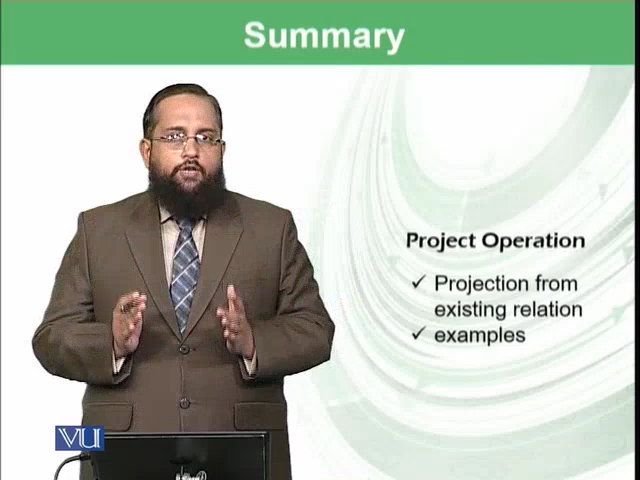 Summary
Project Operation
✓ Projection from
existing relation
✓ examples
VU